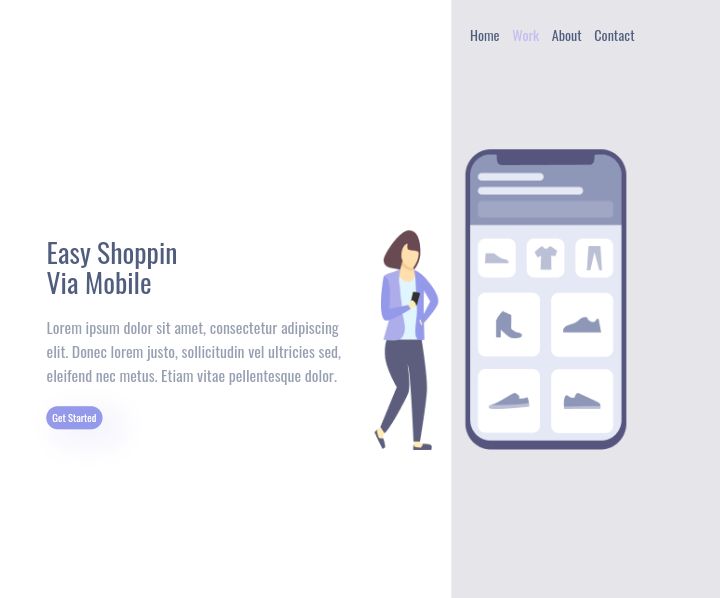 Home Work About Contact
Easy Shoppin
Via Mobile
Lorem ipsum dolor sit amet, consectetur adipiscing
elit. Donec lorem justo, sollicitudin vel ultricies sed,
eleifend nec metus. Etiam vitae pellentesque dolor.
Get Started